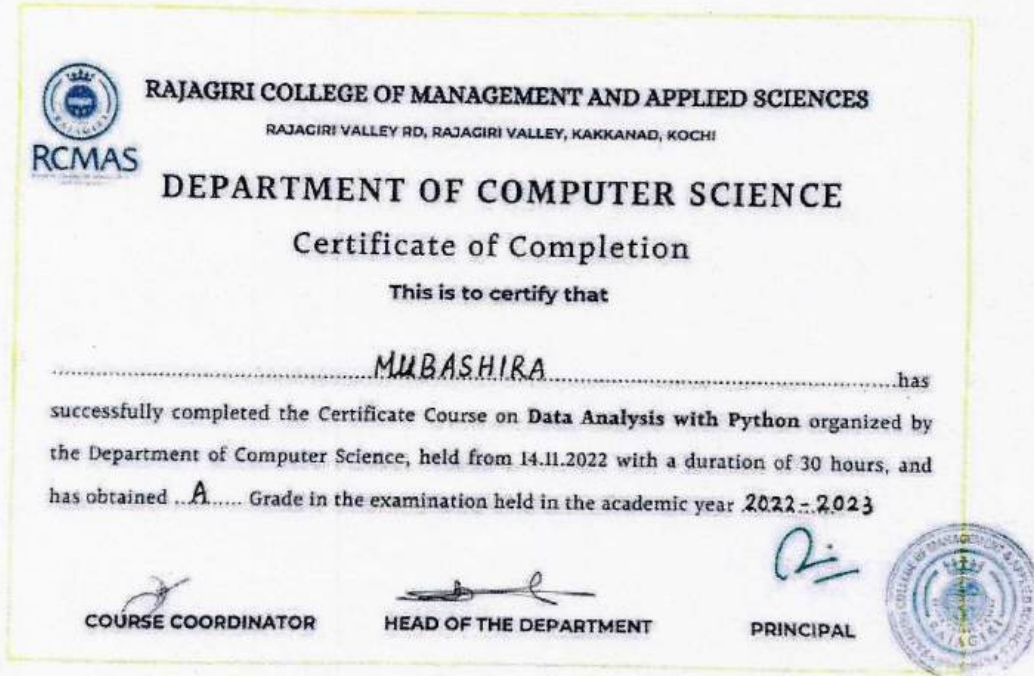 RAJAGIRI COLLEGE OF MANAGEMENT AND APPLIED SCIENCES
RAJAGIRI VALLEY RD, RAJAGIRI VALLEY, KAKKANAD, KOCHI
RAJAGIRI
RCMAS
DEPARTMENT OF COMPUTER SCIENCE
Certificate of Completion
This is to certify that
MUBASHIRA has
successfully completed the Certificate Course on Data Analysis with Python organized by
the Department of Computer Science, held from 14.11.2022 with a duration of 30 hours, and
has obtained ..A..... Grade in the examination held in the academic year 2022-2023
COURSE COORDINATOR
HEAD OF THE DEPARTMENT
PRINCIPAL
RAJAGIRI